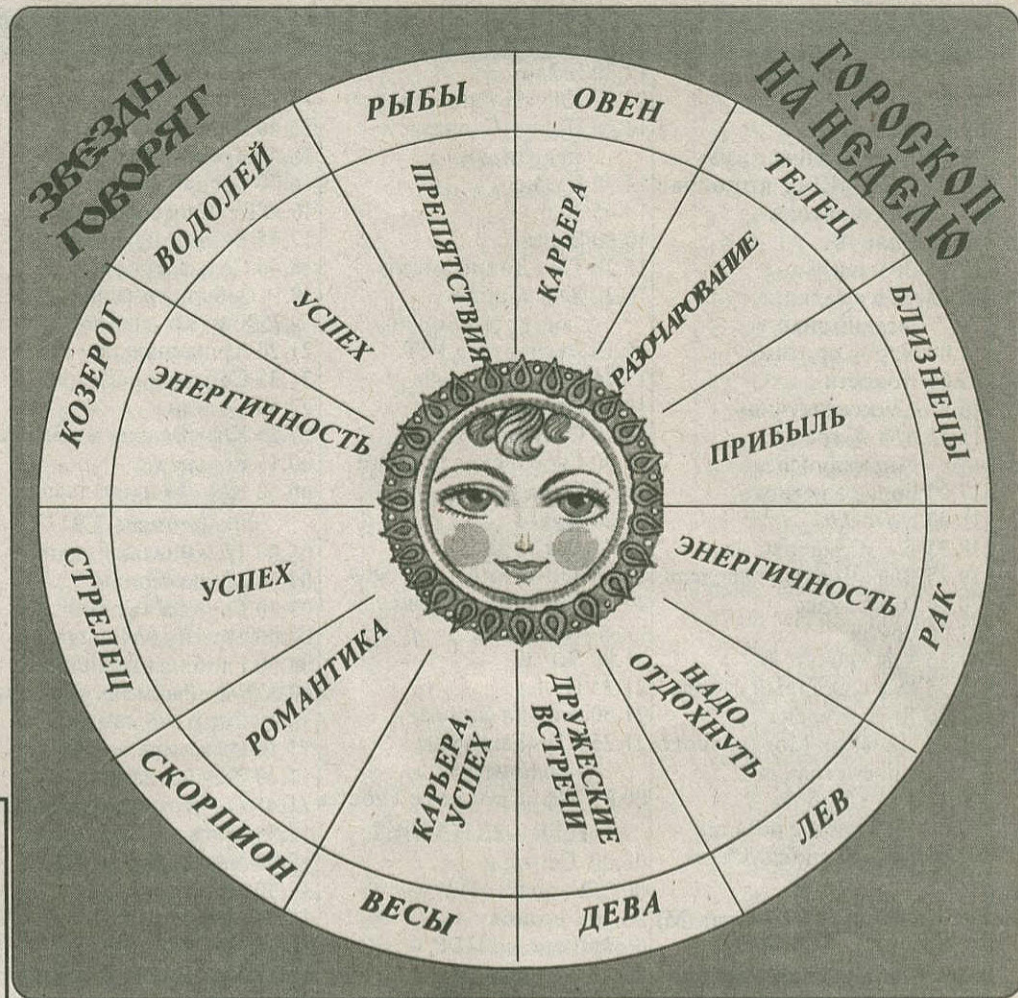 ЗВЕЗДЫ
ГОВОРЯТ
ГОРОСКОП
НА НЕДЕЛЮ
ОВЕН
КАРЬЕРА
ТЕЛЕЦ
РАЗОЧАРОВАНИЕ
БЛИЗНЕЦЫ
ПРИБЫЛЬ
РАК
ЭНЕРГИЧНОСТЬ
ЛЕВ
НАДО
ОТДОХНУТЬ
ДЕВА
ДРУЖЕСКИЕ
ВСТРЕЧИ
ВЕСЫ
КАРЬЕРА,
УСПЕХ
СКОРПИОН
РОМАНТИКА
СТРЕЛЕЦ
УСПЕХ
КОЗЕРОГ
ЭНЕРГИЧНОСТЬ
ВОДОЛЕЙ
УСПЕХ
РЫБЫ
ПРЕПЯТСТВИЯ